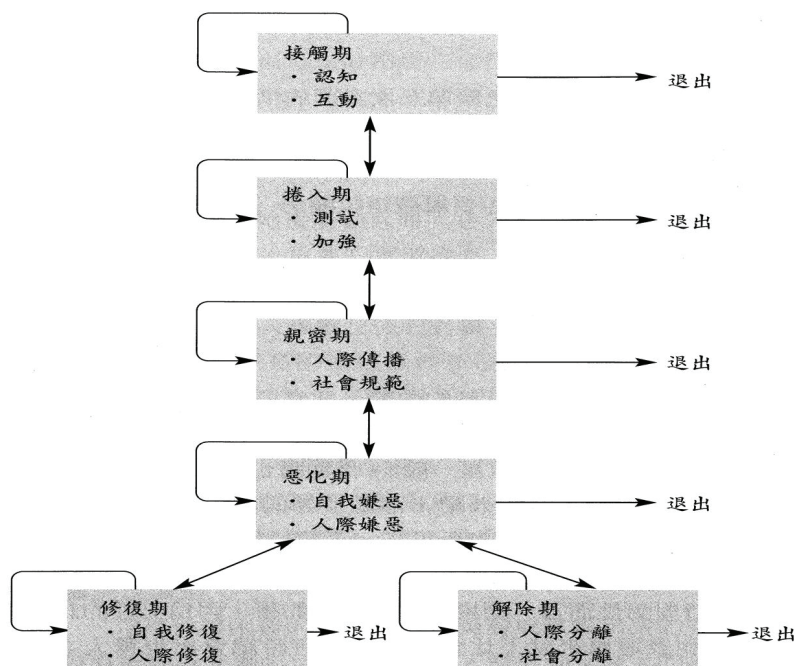 接觸期
· 認知
· 互動
退出
捲入期
· 測試
· 加強
退出
親密期
· 人際傳播
· 社會規範
退出
惡化期
· 自我嫌惡
· 人際嫌惡
退出
修復期
· 自我修復
· 人際修復
退出
解除期
· 人際分離
· 社會分離
退出